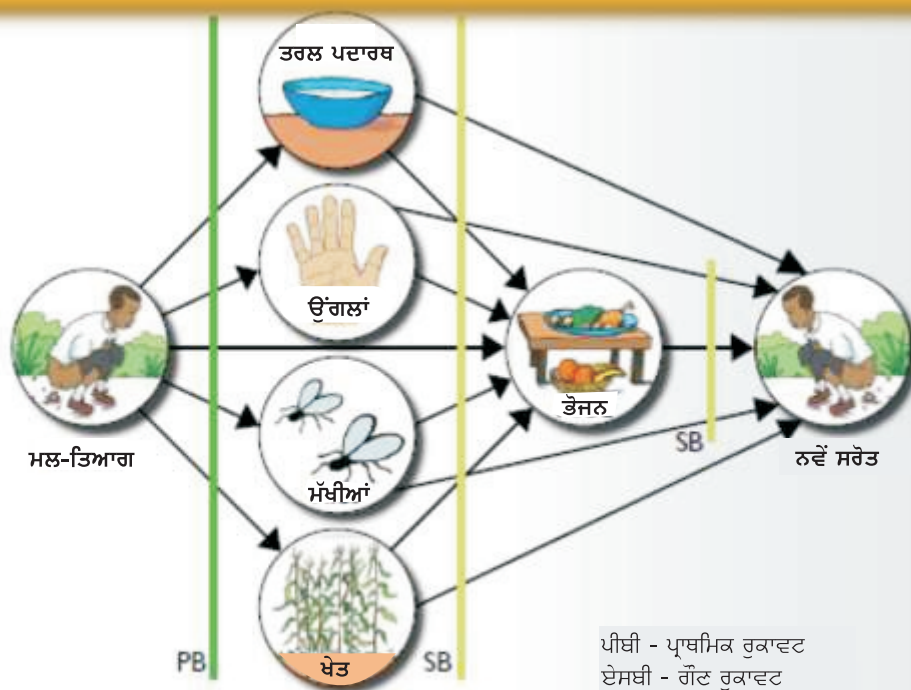 ਤਰਲ ਪਦਾਰਥ
ਉਂਗਲਾਂ
ਮਲ-ਤਿਆਗ
ਭੋਜਨ
ਨਵੇਂ ਸਰੋਤ
ਮੱਖੀਆਂ
ਖੇਤ
PB
SB
SB
ਪੀਬੀ - ਪ੍ਰਾਥਮਿਕ ਰੁਕਾਵਟ
ਏਸਬੀ - ਗੌਣ ਰੁਕਾਵਟ